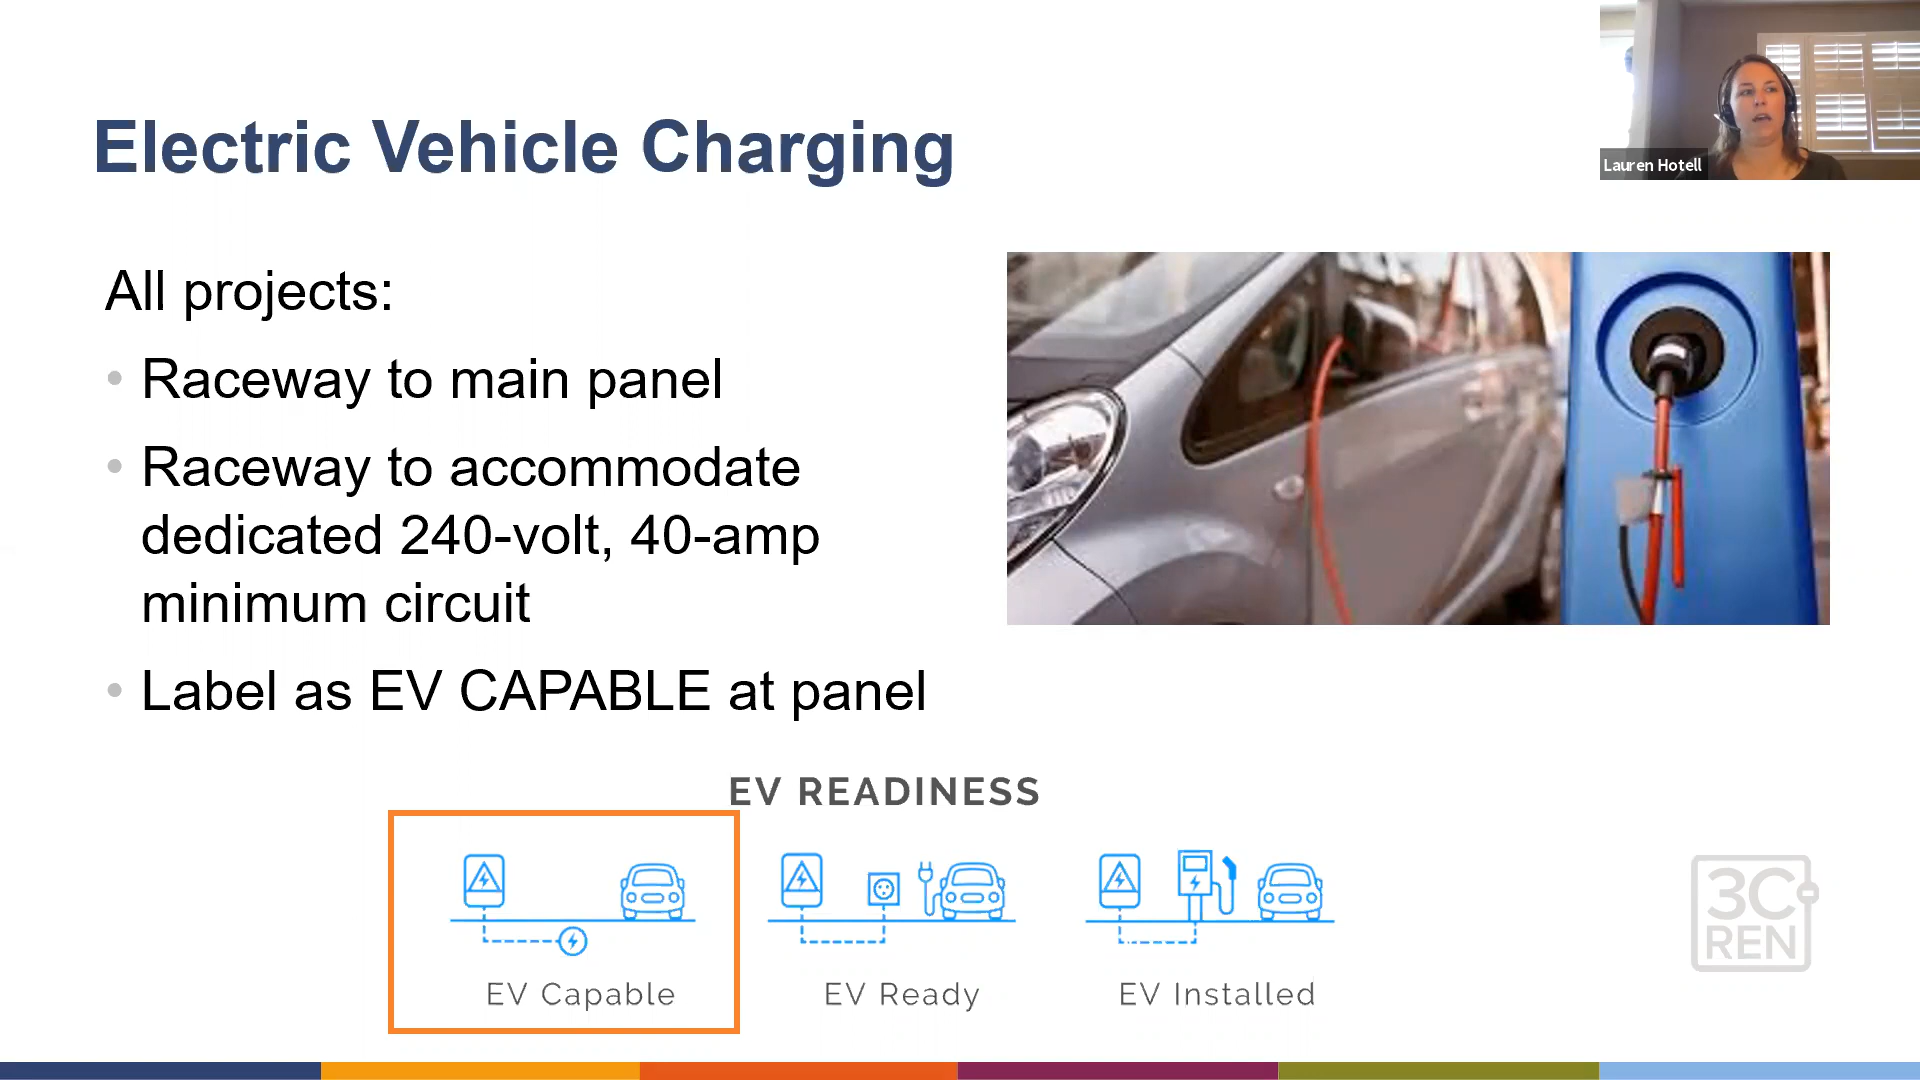 Electric Vehicle Charging
Lauren Hotell
All projects:
• Raceway to main panel
• Raceway to accommodate
dedicated 240-volt, 40-amp
minimum circuit
• Label as EV CAPABLE at panel
EV READINESS
EV Capable
EV Ready
EV Installed
3C
REN